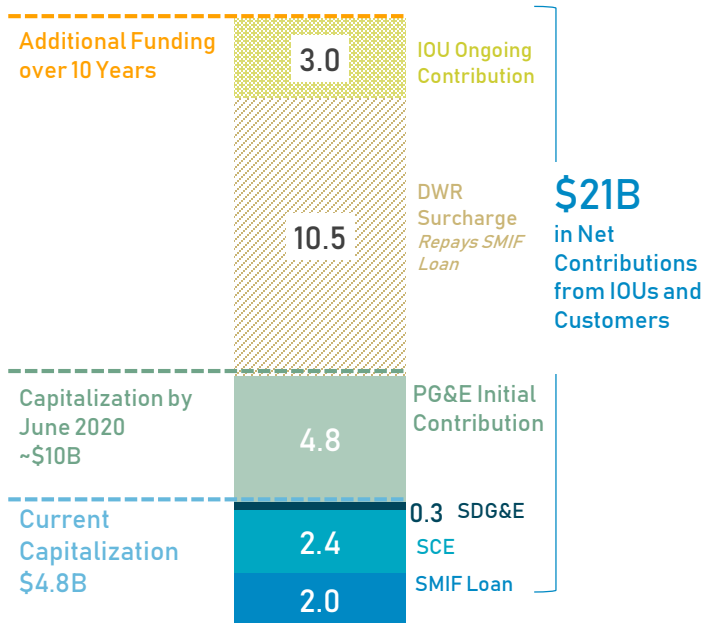 Additional Funding
over 10 Years
3.0
IOU Ongoing
Contribution
DWR
Surcharge
Repays SMIF
Loan
10.5
$21B
in Net
Contributions
from IOUs and
Customers
Capitalization by
June 2020
~$10B
4.8
PG&E Initial
Contribution
Current
Capitalization
$4.8B
0.3 SDG&E
2.4
SCE
2.0
SMIF Loan